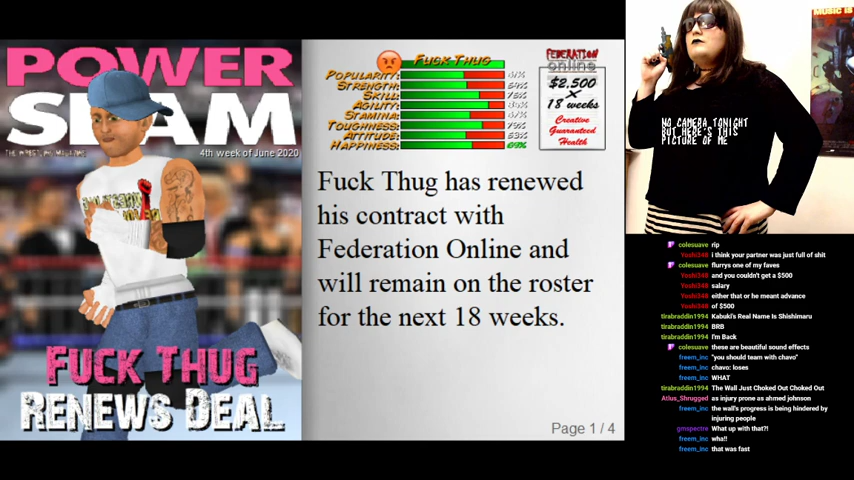 POWER
SLAM
THE WRESTLING MAGAZINE
4th week of June 2020
FUCK THUG
RENEWS DEAL
FUCK THUG
POPULARITY:
STRENGTH:
SKILL:
AGILITY:
STAMINA:
TOUGHNESS:
ATTITUDE:
HAPPINESS:
FEDERATION
online
$2,500
X
18 weeks
Creative
Guaranteed
Health
Fuck Thug has renewed
his contract with
Federation Online and
will remain on the roster
for the next 18 weeks.
Page 1 / 4
MUSIC IS
NO CAMERA TONIGHT
BUT HERE'S THIS
PICTURE OF ME
colesuave rip
Yoshi348 i think your partner was just full of shit
colesuave flurrys one of my faves
Yoshi348 and you couldn't get a $500
Yoshi348 salary
Yoshi348 either that or he meant advance
Yoshi348 of $500
tirabraddin1994 Kabuki's Real Name Is Shishimaru
tirabraddin1994 BRB
tirabraddin1994 I'm Back
colesuave these are beautiful sound effects
freem_inc "you should team with chavo"
freem_inc chavo: loses
freem_inc WHAT
tirabraddin1994 The Wall Just Choked Out Choked Out
Atlus_Shrugged as injury prone as ahmed johnson
freem_inc the wall's progress is being hindered by
injuring people
gmspectre What up with that?!
freem_inc wha!!
freem_inc that was fast